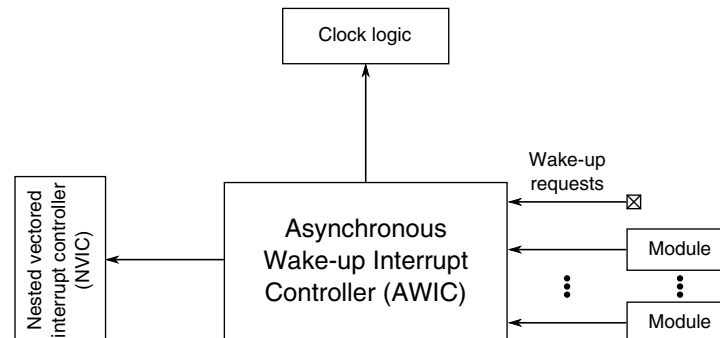 Clock logic
Nested vectored
interrupt controller
(NVIC)
Asynchronous
Wake-up Interrupt
Controller (AWIC)
Wake-up
requests
Module
Module